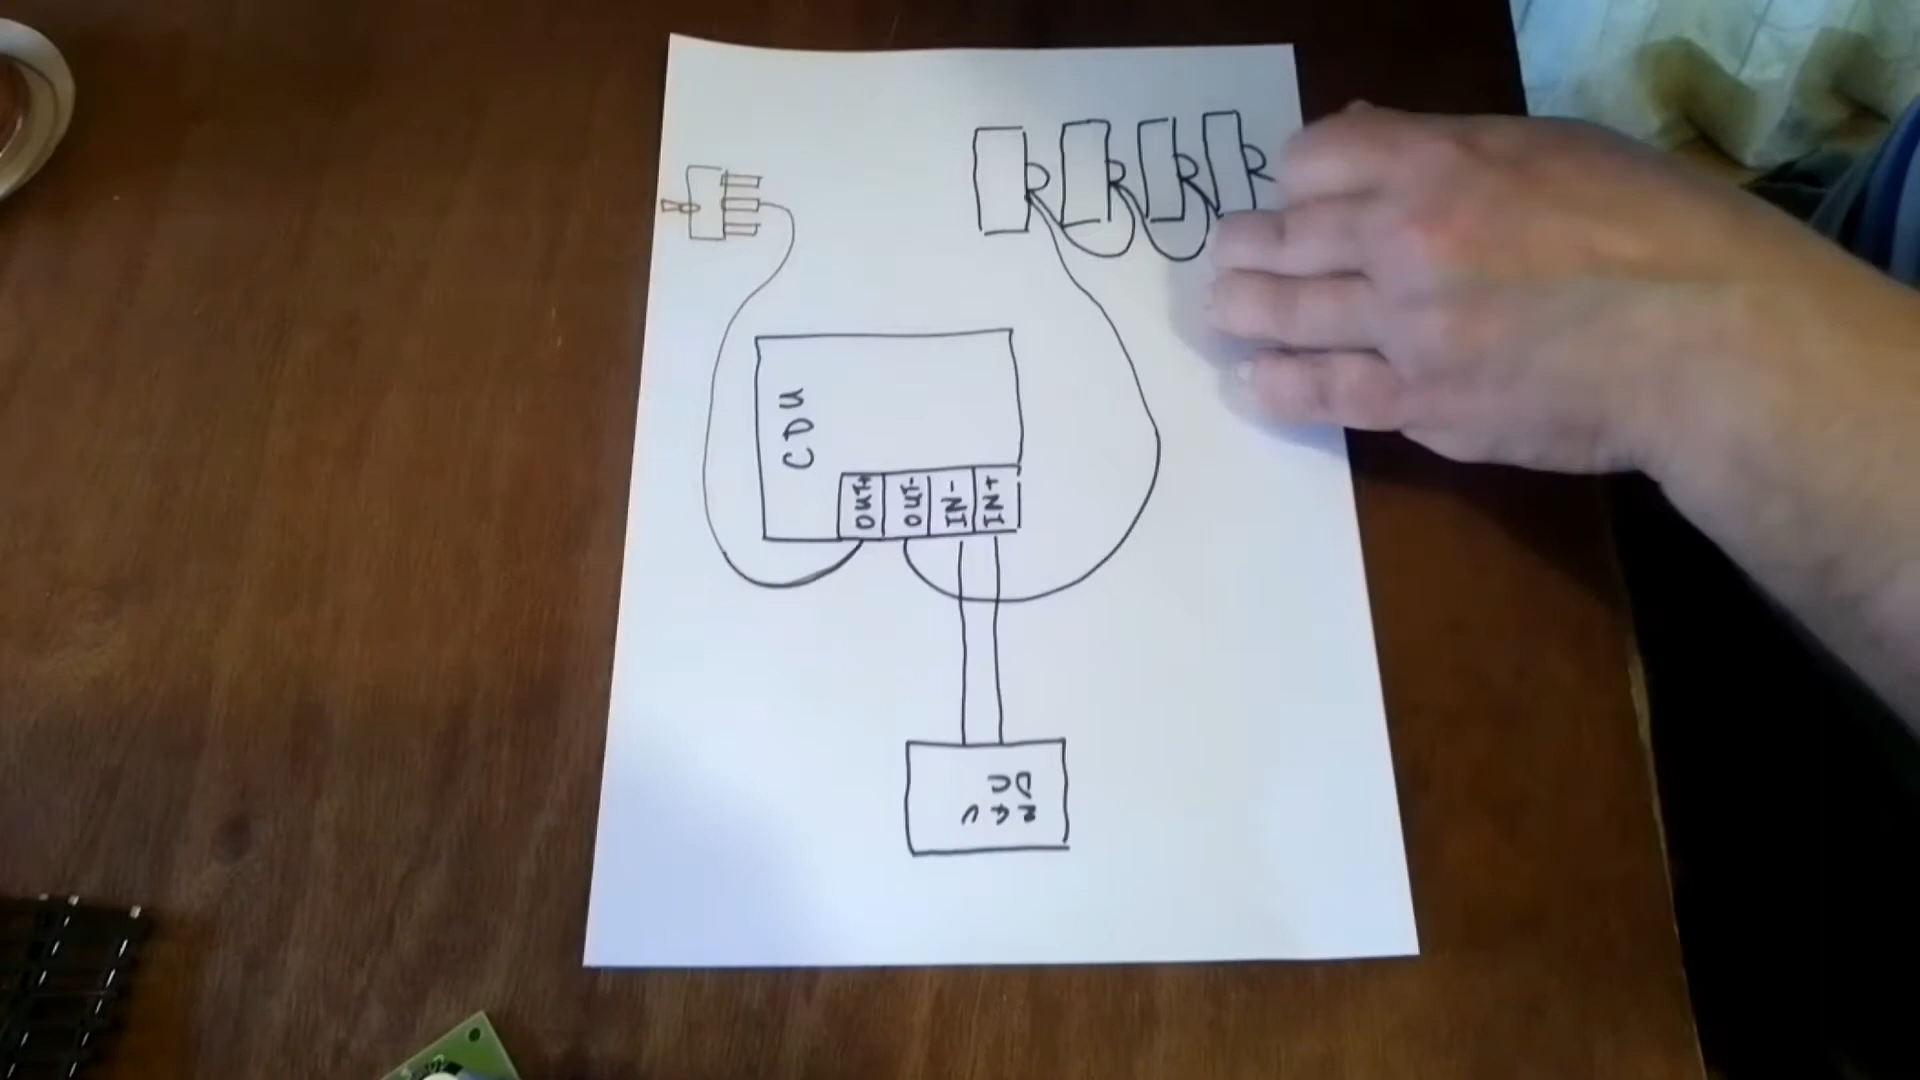 CDU
OUT+
OUT-
IN-
IN+